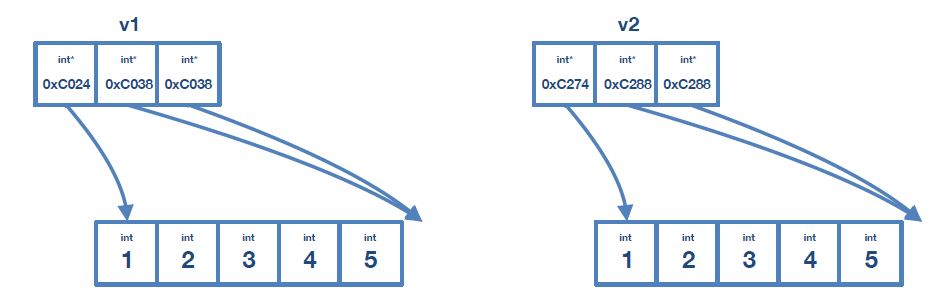 v1
int* int* int*
0xC024 0xC038 0xC038
int int int int int
1 2 3 4 5
v2
int* int* int*
0xC274 0xC288 0xC288
int int int int int
1 2 3 4 5